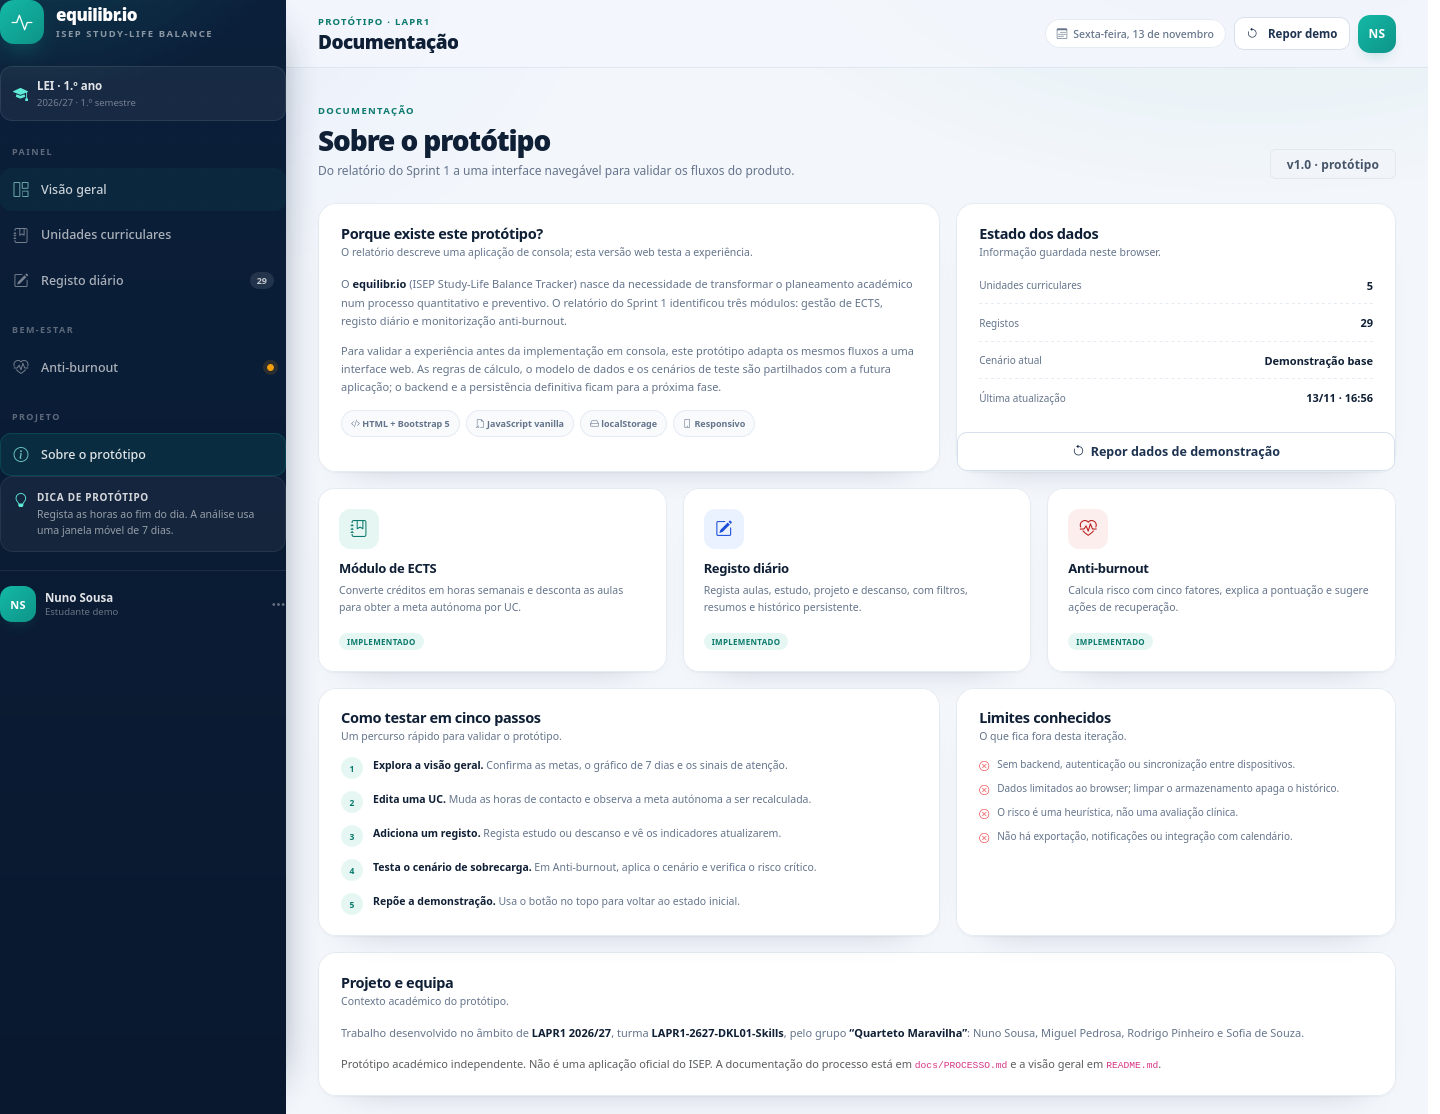 equilibr.io
ISEP STUDY-LIFE BALANCE
LEI · 1.º ano
2026/27 · 1.º semestre
PAINEL
Visão geral
Unidades curriculares
Registo diário
29
BEM-ESTAR
Anti-burnout
PROJETO
Sobre o protótipo
DICA DE PROTÓTIPO
Regista as horas ao fim do dia. A análise usa
uma janela móvel de 7 dias.
NS
Nuno Sousa
Estudante demo
PROTÓTIPO · LAPR1
Documentação
Sexta-feira, 13 de novembro
Repor demo
NS
DOCUMENTAÇÃO
Sobre o protótipo
Do relatório do Sprint 1 a uma interface navegável para validar os fluxos do produto.
v1.0 · protótipo
Porque existe este protótipo?
O relatório descreve uma aplicação de consola; esta versão web testa a experiência.
O equilibr.io (ISEP Study-Life Balance Tracker) nasce da necessidade de transformar o planeamento académico
num processo quantitativo e preventivo. O relatório do Sprint 1 identificou três módulos: gestão de ECTS,
registo diário e monitorização anti-burnout.
Para validar a experiência antes da implementação em consola, este protótipo adapta os mesmos fluxos a uma
interface web. As regras de cálculo, o modelo de dados e os cenários de teste são partilhados com a futura
aplicação; o backend e a persistência definitiva ficam para a próxima fase.
HTML + Bootstrap 5
JavaScript vanilla
localStorage
Responsivo
Estado dos dados
Informação guardada neste browser.
Unidades curriculares 5
Registos 29
Cenário atual Demonstração base
Última atualização 13/11 · 16:56
Repor dados de demonstração
Módulo de ECTS
Converte créditos em horas semanais e desconta as aulas
para obter a meta autónoma por UC.
IMPLEMENTADO
Registo diário
Regista aulas, estudo, projeto e descanso, com filtros,
resumos e histórico persistente.
IMPLEMENTADO
Anti-burnout
Calcula risco com cinco fatores, explica a pontuação e sugere
ações de recuperação.
IMPLEMENTADO
Como testar em cinco passos
Um percurso rápido para validar o protótipo.
1 Explora a visão geral. Confirma as metas, o gráfico de 7 dias e os sinais de atenção.
2 Edita uma UC. Muda as horas de contacto e observa a meta autónoma a ser recalculada.
3 Adiciona um registo. Regista estudo ou descanso e vê os indicadores atualizarem.
4 Testa o cenário de sobrecarga. Em Anti-burnout, aplica o cenário e verifica o risco crítico.
5 Repõe a demonstração. Usa o botão no topo para voltar ao estado inicial.
Limites conhecidos
O que fica fora desta iteração.
Sem backend, autenticação ou sincronização entre dispositivos.
Dados limitados ao browser; limpar o armazenamento apaga o histórico.
O risco é uma heurística, não uma avaliação clínica.
Não há exportação, notificações ou integração com calendário.
Projeto e equipa
Contexto académico do protótipo.
Trabalho desenvolvido no âmbito de LAPR1 2026/27, turma LAPR1-2627-DKL01-Skills, pelo grupo “Quarteto Maravilha”: Nuno Sousa, Miguel Pedrosa, Rodrigo Pinheiro e Sofia de Souza.
Protótipo académico independente. Não é uma aplicação oficial do ISEP. A documentação do processo está em docs/PROCESSO.md e a visão geral em README.md.